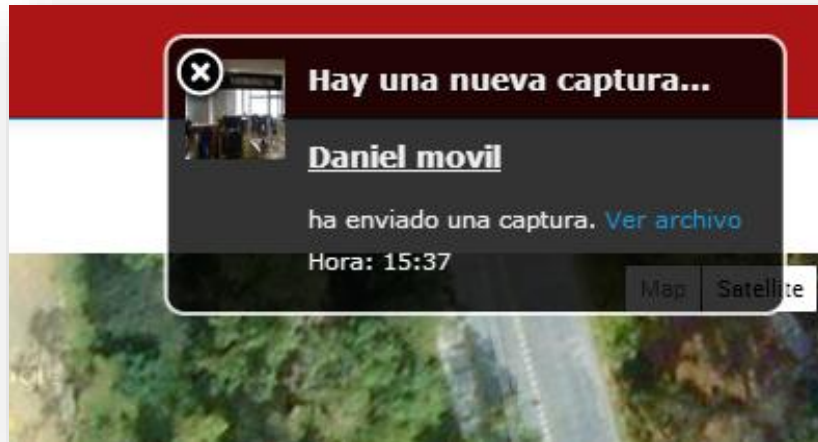 Hay una nueva captura...
Daniel movil
ha enviado una captura. Ver archivo
Hora: 15:37
Map Satellite